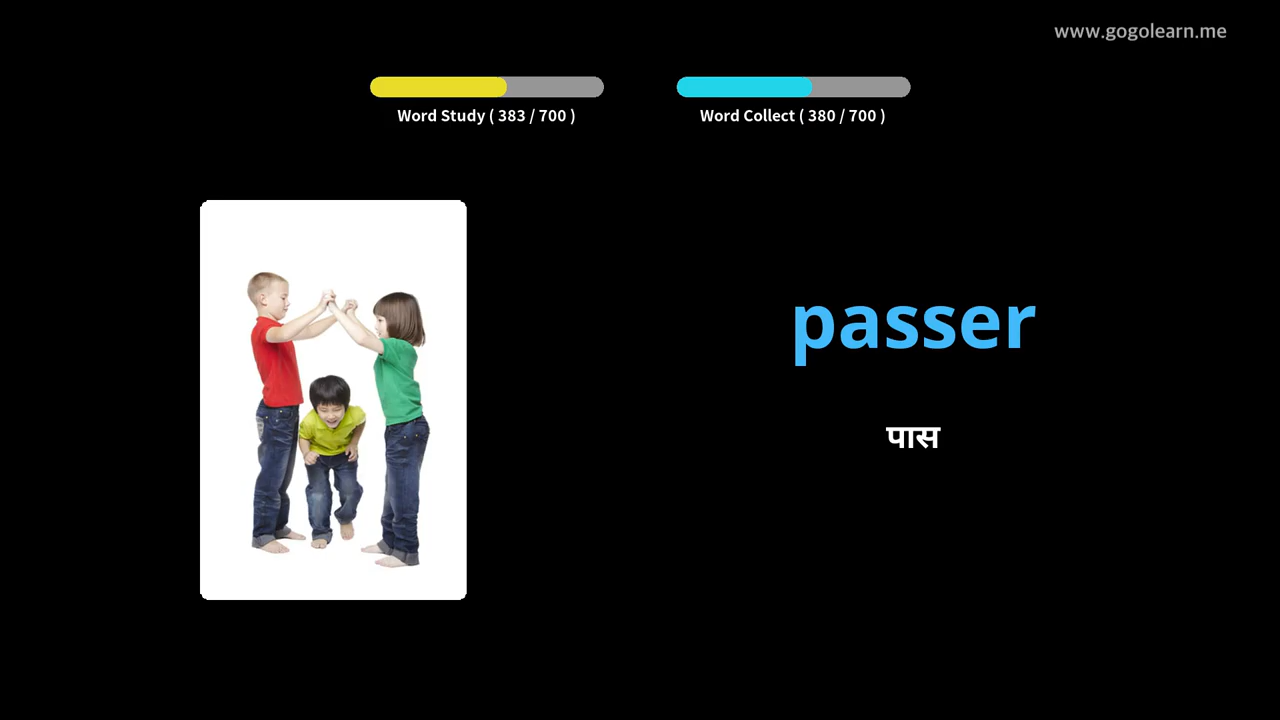 www.gogolearn.me
Word Study ( 383 / 700 )
Word Collect ( 380 / 700 )
passer
पास